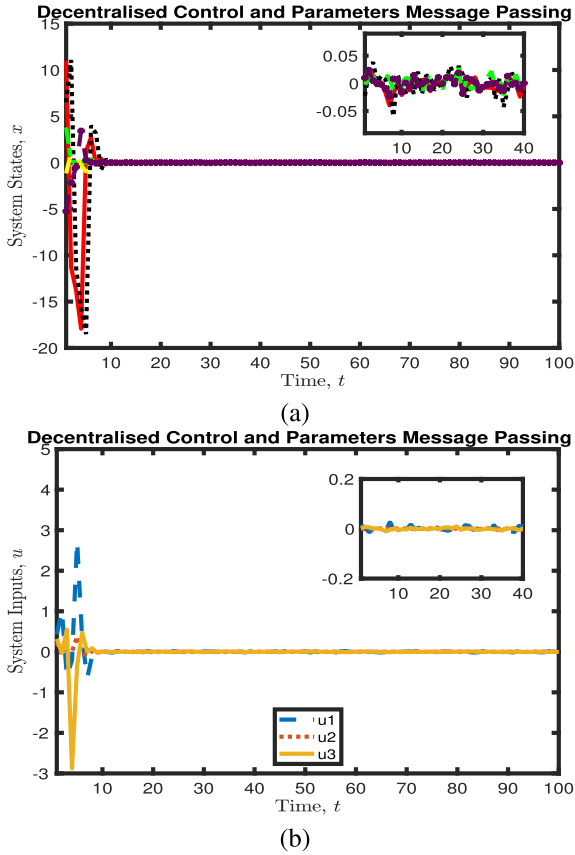 Decentralised Control and Parameters Message Passing
15
10
5
0
-5
-10
-15
-20
System States, x
0.05
0
-0.05
10 20 30 40
10 20 30 40 50 60 70 80 90 100
Time, t
(a)
Decentralised Control and Parameters Message Passing
5
4
3
2
1
0
-1
-2
-3
System Inputs, u
0.2
0
-0.2
10 20 30 40
u1
u2
u3
10 20 30 40 50 60 70 80 90 100
Time, t
(b)